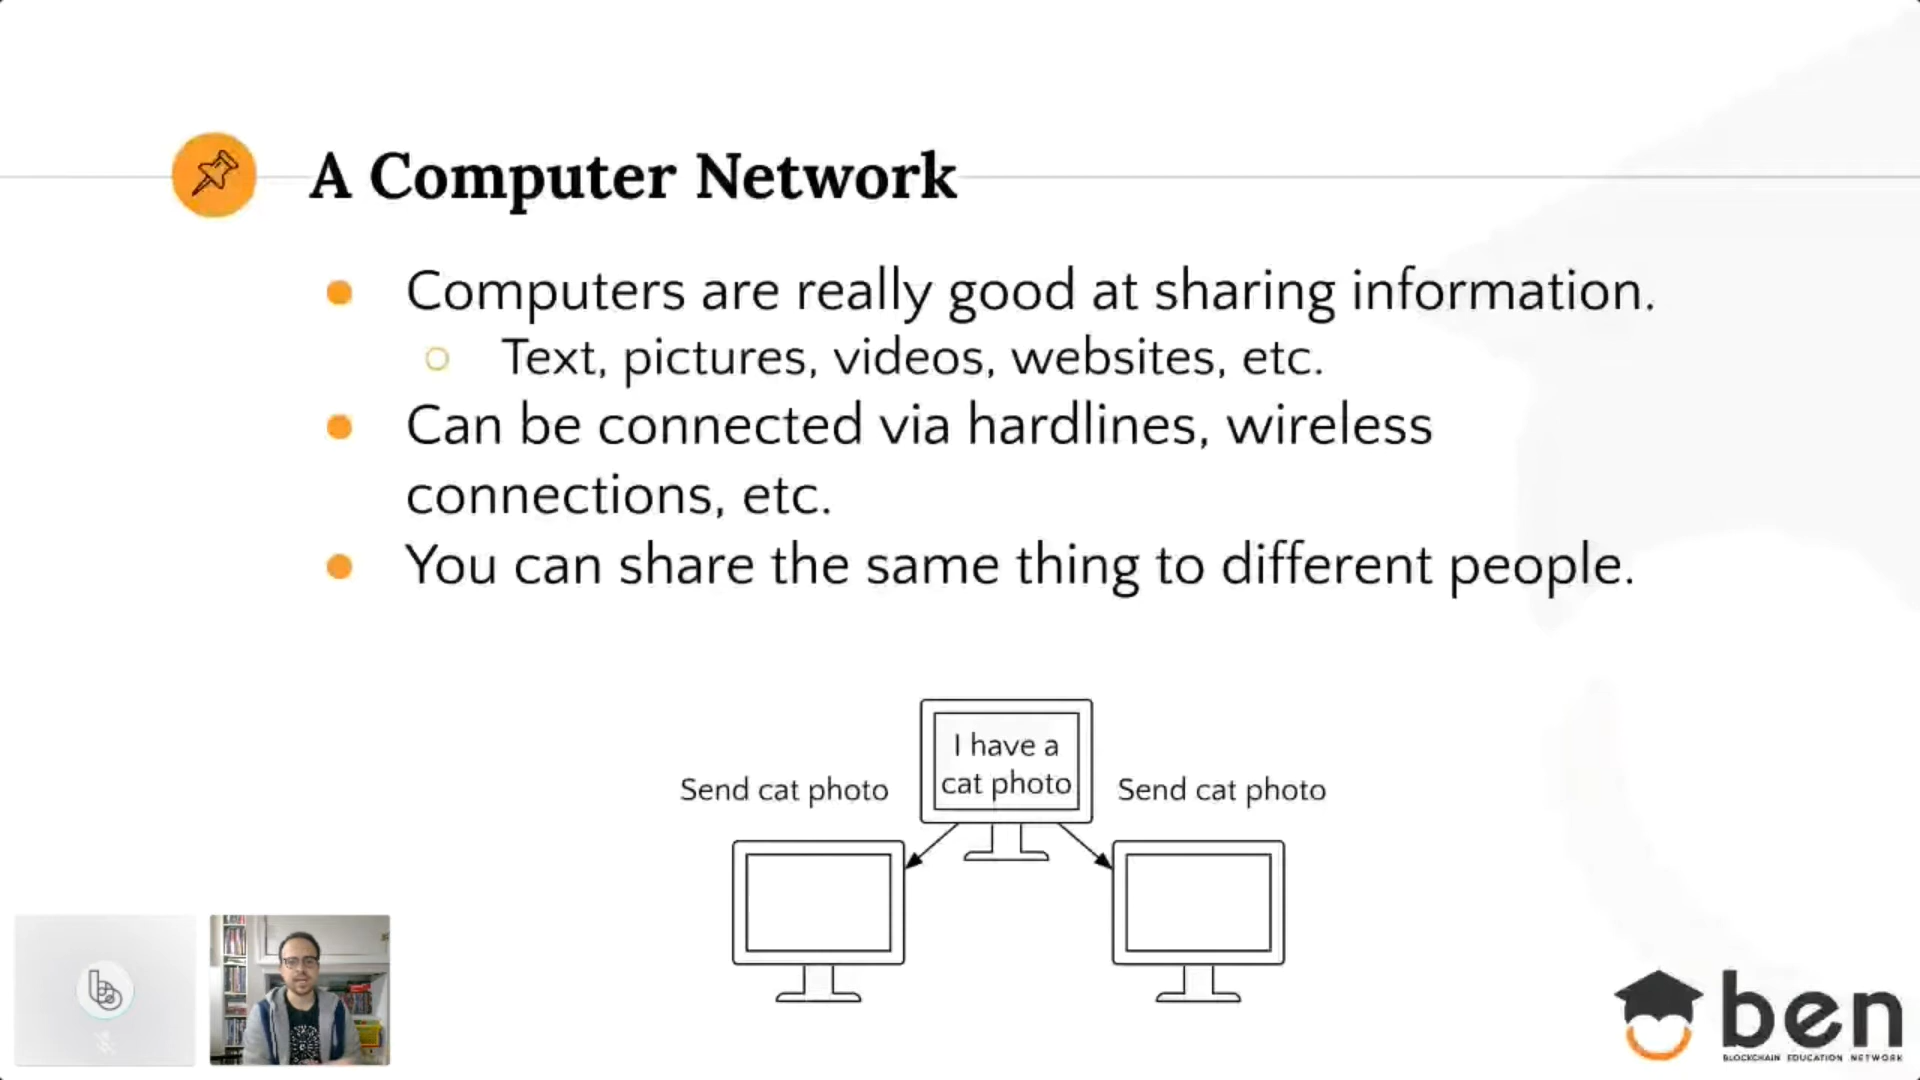 A Computer Network
Computers are really good at sharing information.
Text, pictures, videos, websites, etc.
Can be connected via hardlines, wireless
connections, etc.
You can share the same thing to different people.
I have a
cat photo
Send cat photo
Send cat photo
ben
BLOCKCHAIN EDUCATION NETWORK